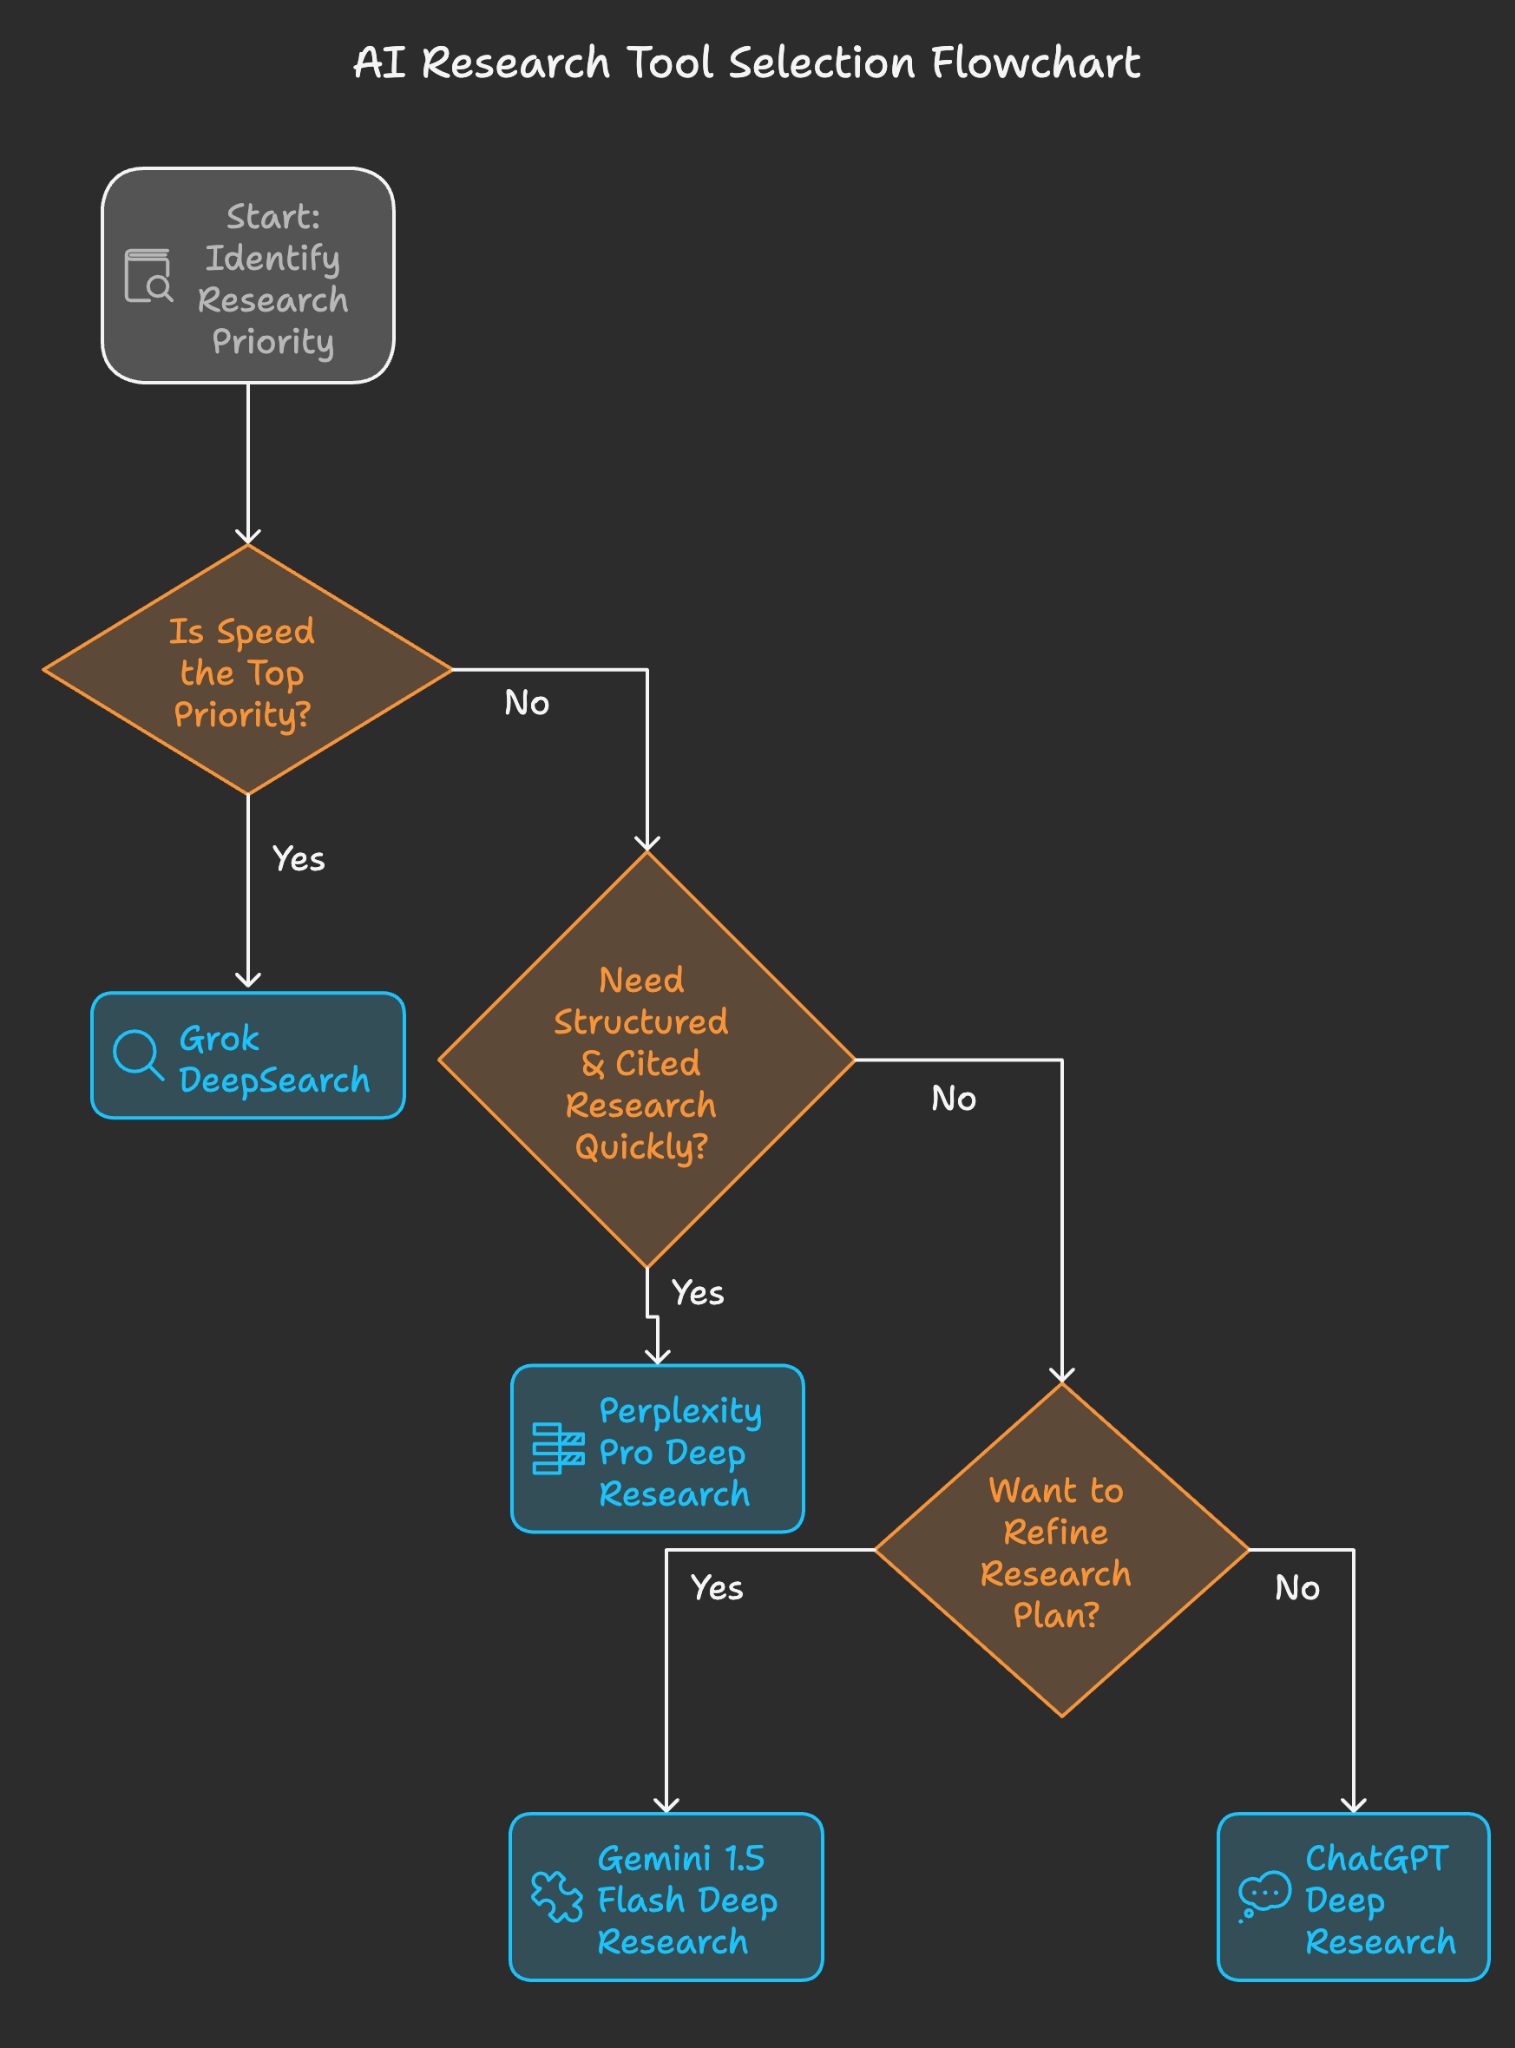 AI Research Tool Selection Flowchart
Start:
Identify
Research
Priority
Is Speed
the Top
Priority?
No
Yes
Grok
DeepSearch
Need
Structured
& Cited
Research
Quickly?
No
Yes
Perplexity
Pro Deep
Research
Want to
Refine
Research
Plan?
Yes
No
Gemini 1.5
Flash Deep
Research
ChatGPT
Deep
Research